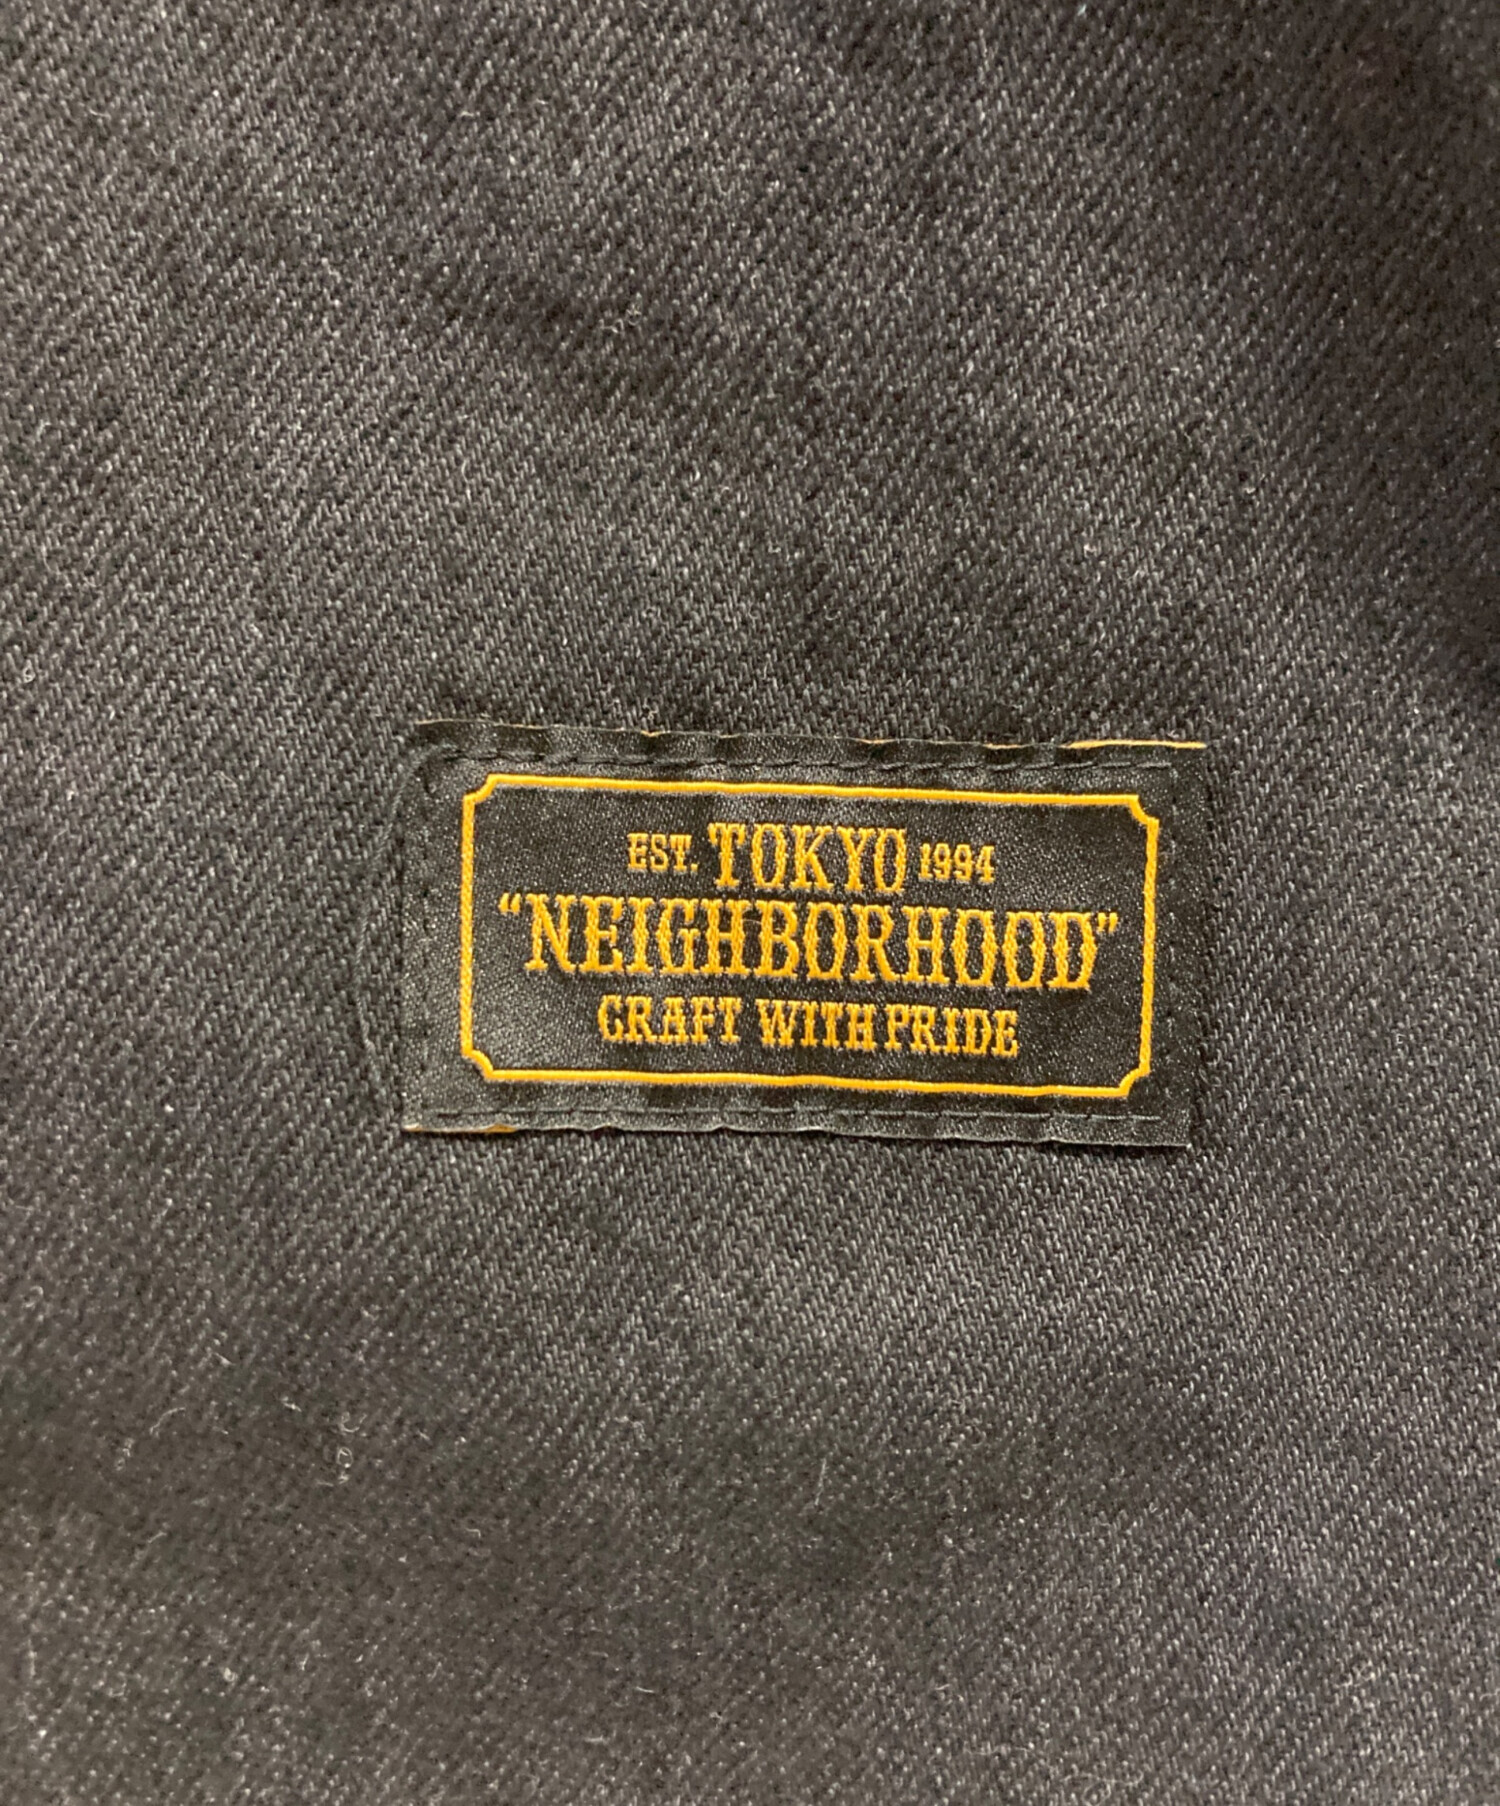 EST. TOKYO 1994
“NEIGHBORHOOD”
CRAFT WITH PRIDE